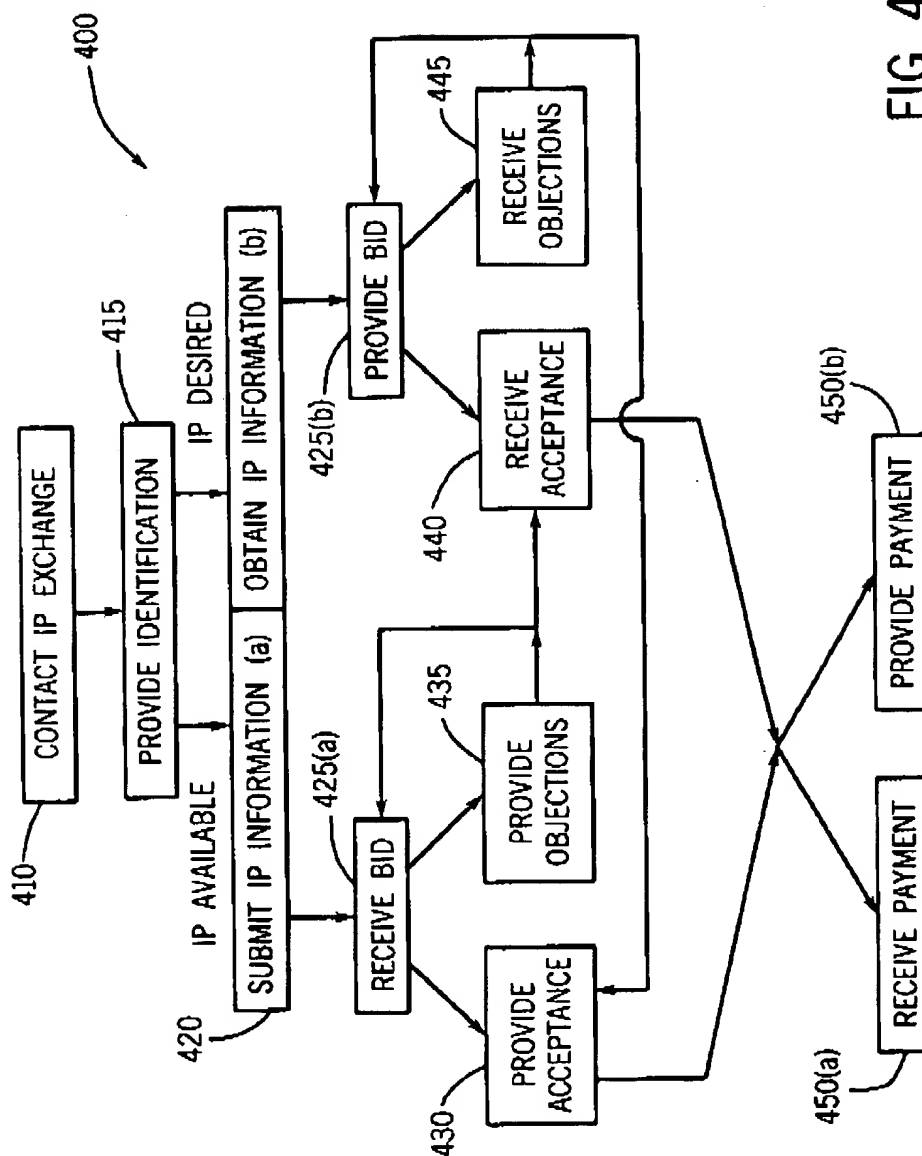 400
CONTACT IP EXCHANGE
410
415
PROVIDE IDENTIFICATION
IP AVAILABLE
IP DESIRED
SUBMIT IP INFORMATION (a)
OBTAIN IP INFORMATION (b)
420
425(a)
RECEIVE BID
425(b)
PROVIDE BID
430
PROVIDE
ACCEPTANCE
435
PROVIDE
OBJECTIONS
440
RECEIVE
ACCEPTANCE
445
RECEIVE
OBJECTIONS
450(a)
RECEIVE PAYMENT
450(b)
PROVIDE PAYMENT
FIG. 4